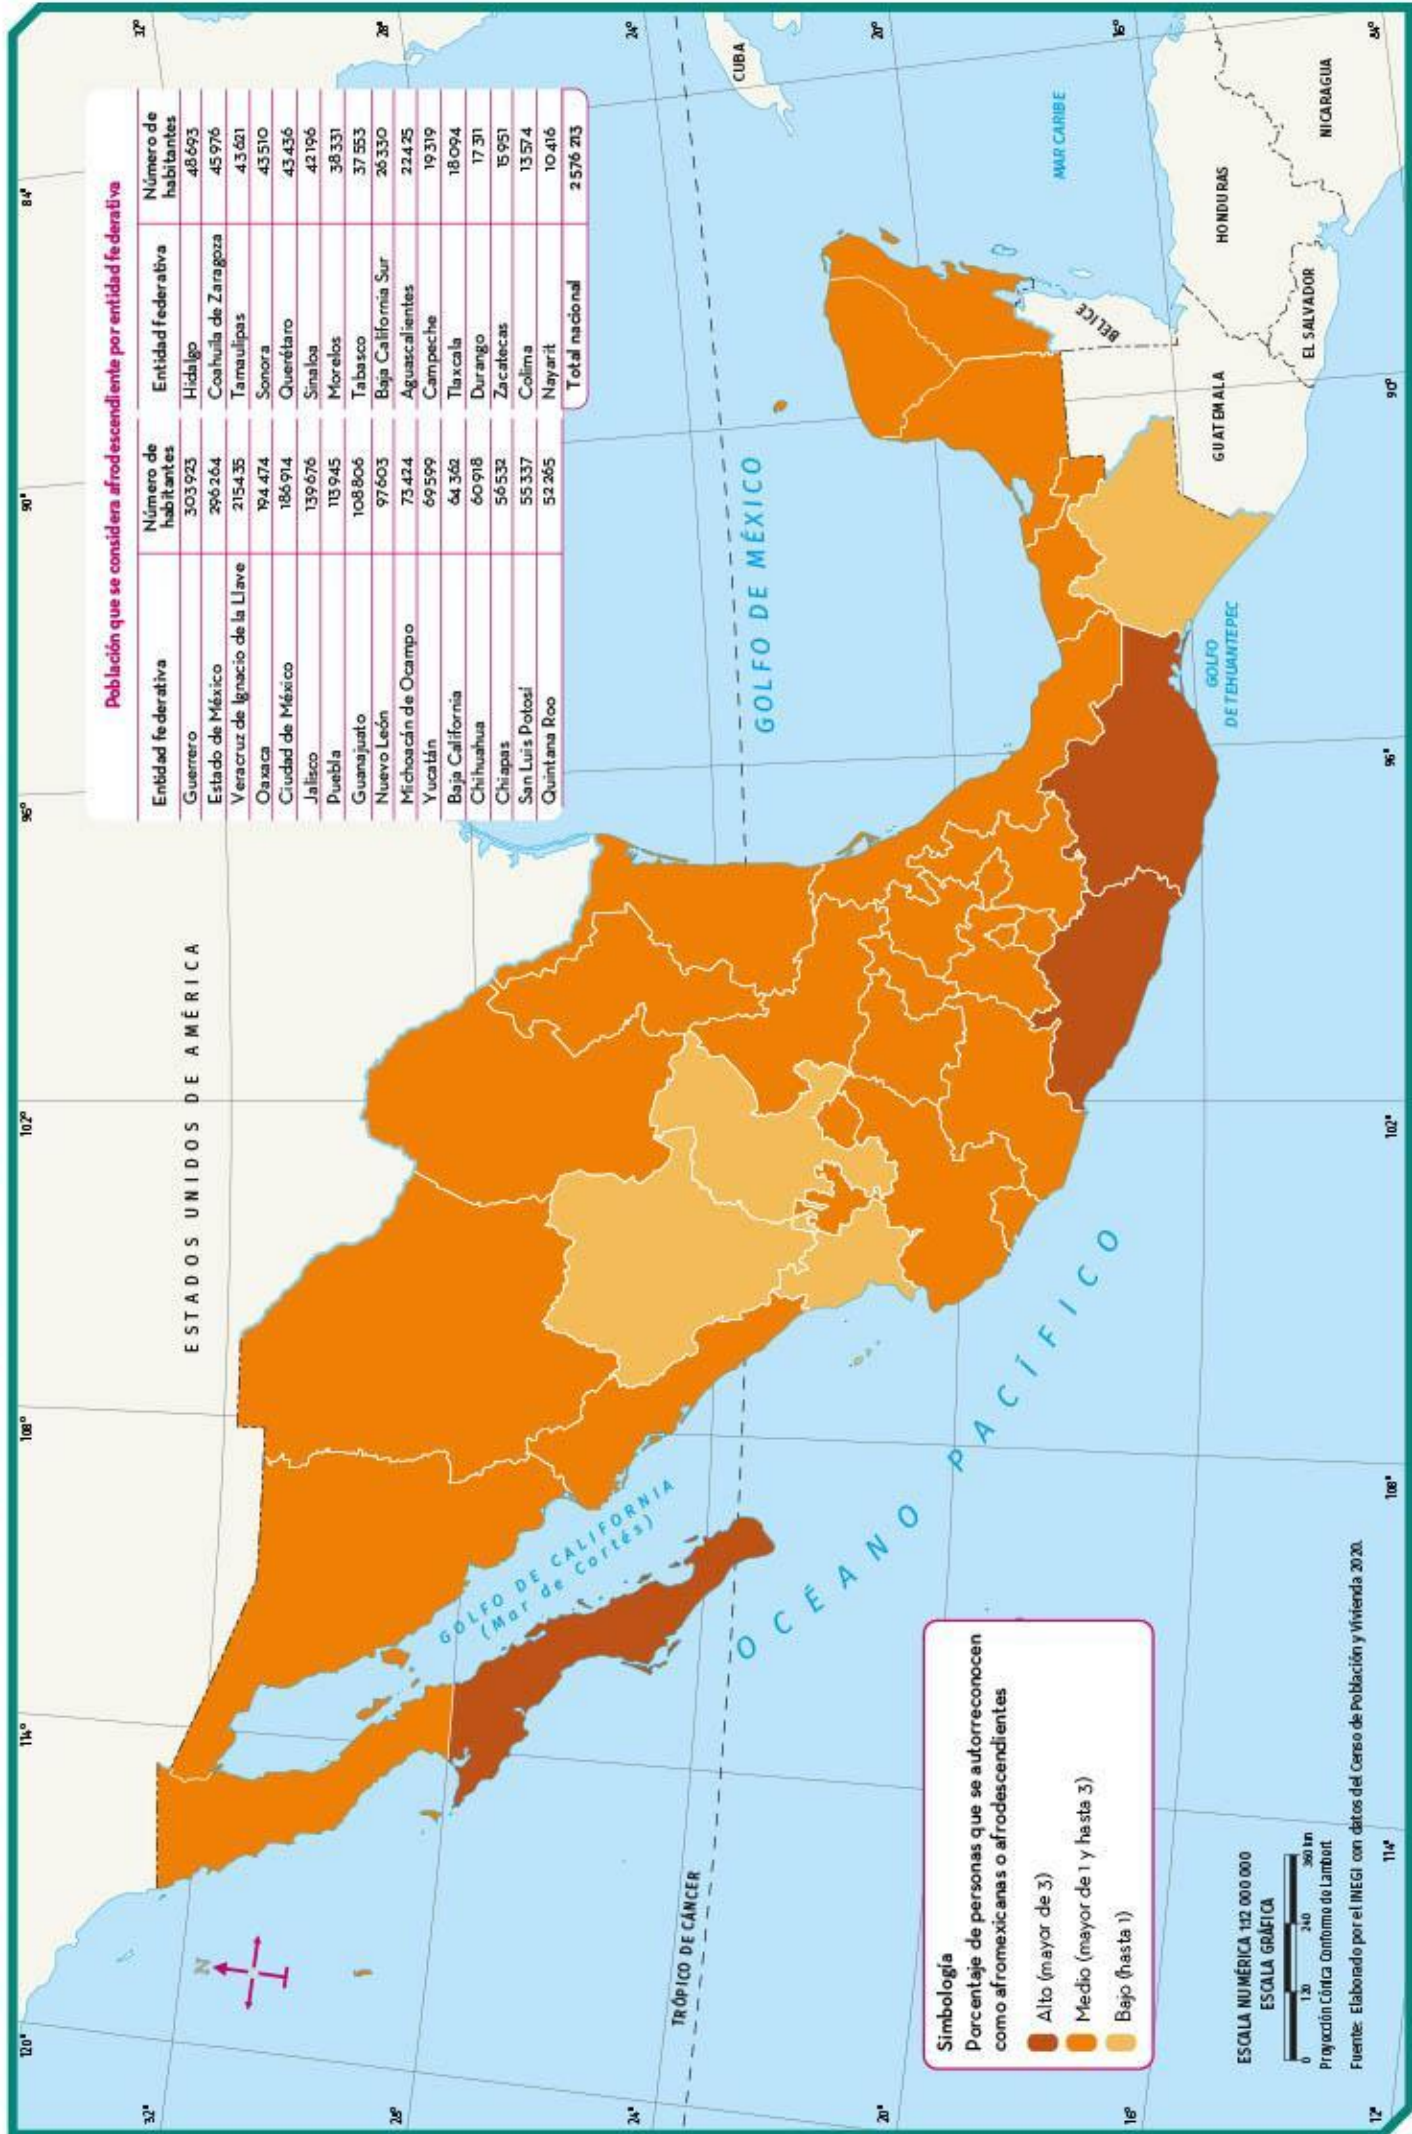 120°
114°
108°
102°
96°
90°
84°
32°
28°
24°
20°
16°
12°
32°
28°
24°
20°
16°
84°
114°
108°
102°
96°
90°
N
ESTADOS UNIDOS DE AMÉRICA
Población que se considera afrodescendiente por entidad federativa
Entidad federativa Número de habitantes Entidad federativa Número de habitantes
Guerrero 303 923 Hidalgo 48 693
Estado de México 296 264 Coahuila de Zaragoza 45 976
Veracruz de Ignacio de la Llave 215 435 Tamaulipas 43 621
Oaxaca 194 474 Sonora 43 510
Ciudad de México 186 914 Querétaro 43 436
Jalisco 139 676 Sinaloa 42 196
Puebla 113 945 Morelos 38 331
Guanajuato 108 806 Tabasco 37 553
Nuevo León 97 603 Baja California Sur 26 330
Michoacán de Ocampo 73 424 Aguascalientes 22 425
Yucatán 69 599 Campeche 19 319
Baja California 64 362 Tlaxcala 18 094
Chihuahua 60 918 Durango 17 311
Chiapas 56 532 Zacatecas 15 951
San Luis Potosí 55 337 Colima 13 574
Quintana Roo 52 265 Nayarit 10 416
Total nacional 2 576 213
GOLFO DE CALIFORNIA
(Mar de Cortés)
TRÓPICO DE CÁNCER
GOLFO DE MÉXICO
CUBA
OCÉANO PACÍFICO
MAR CARIBE
BELICE
GUATEMALA
HONDURAS
EL SALVADOR
NICARAGUA
GOLFO
DE TEHUANTEPEC
Simbología
Porcentaje de personas que se autorreconocen
como afromexicanas o afrodescendientes
Alto (mayor de 3)
Medio (mayor de 1 y hasta 3)
Bajo (hasta 1)
ESCALA NUMÉRICA 1:12 000 000
ESCALA GRÁFICA
0 120 240 360 km
Proyección Cónica Conforme de Lambert
Fuente: Elaborado por el INEGI con datos del Censo de Población y Vivienda 2020.